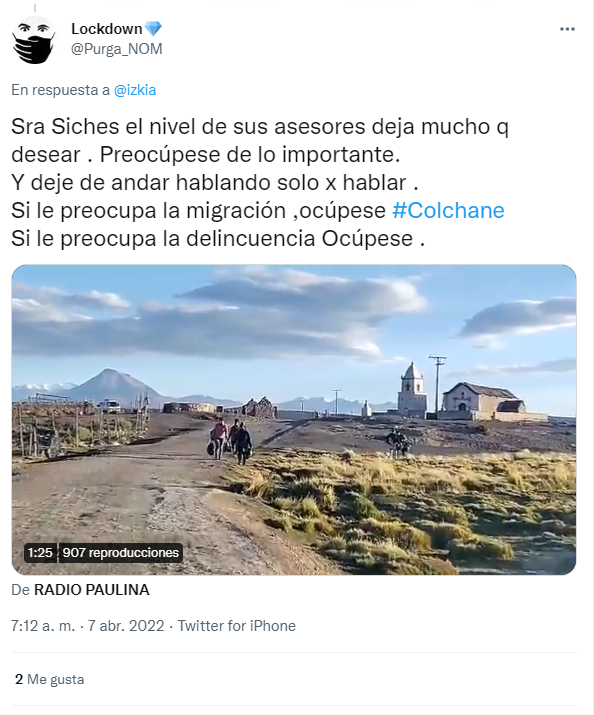 Lockdown💎
@Purga_NOM
En respuesta a @izkia
Sra Siches el nivel de sus asesores deja mucho q
desear . Preocúpese de lo importante.
Y deje de andar hablando solo x hablar .
Si le preocupa la migración ,ocúpese #Colchane
Si le preocupa la delincuencia Ocúpese .
1:25 907 reproducciones
De RADIO PAULINA
7:12 a. m. · 7 abr. 2022 · Twitter for iPhone
2 Me gusta